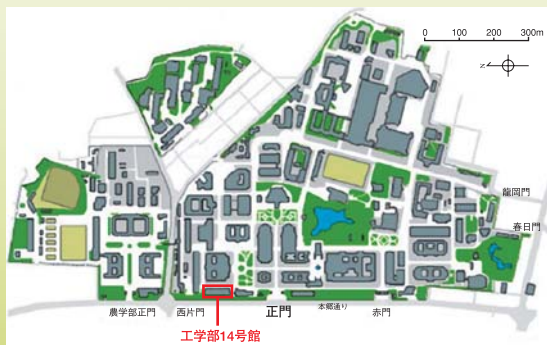 0 100 200 300m
N
龍岡門
春日門
農学部正門
西片門
正門
本郷通り
赤門
工学部14号館